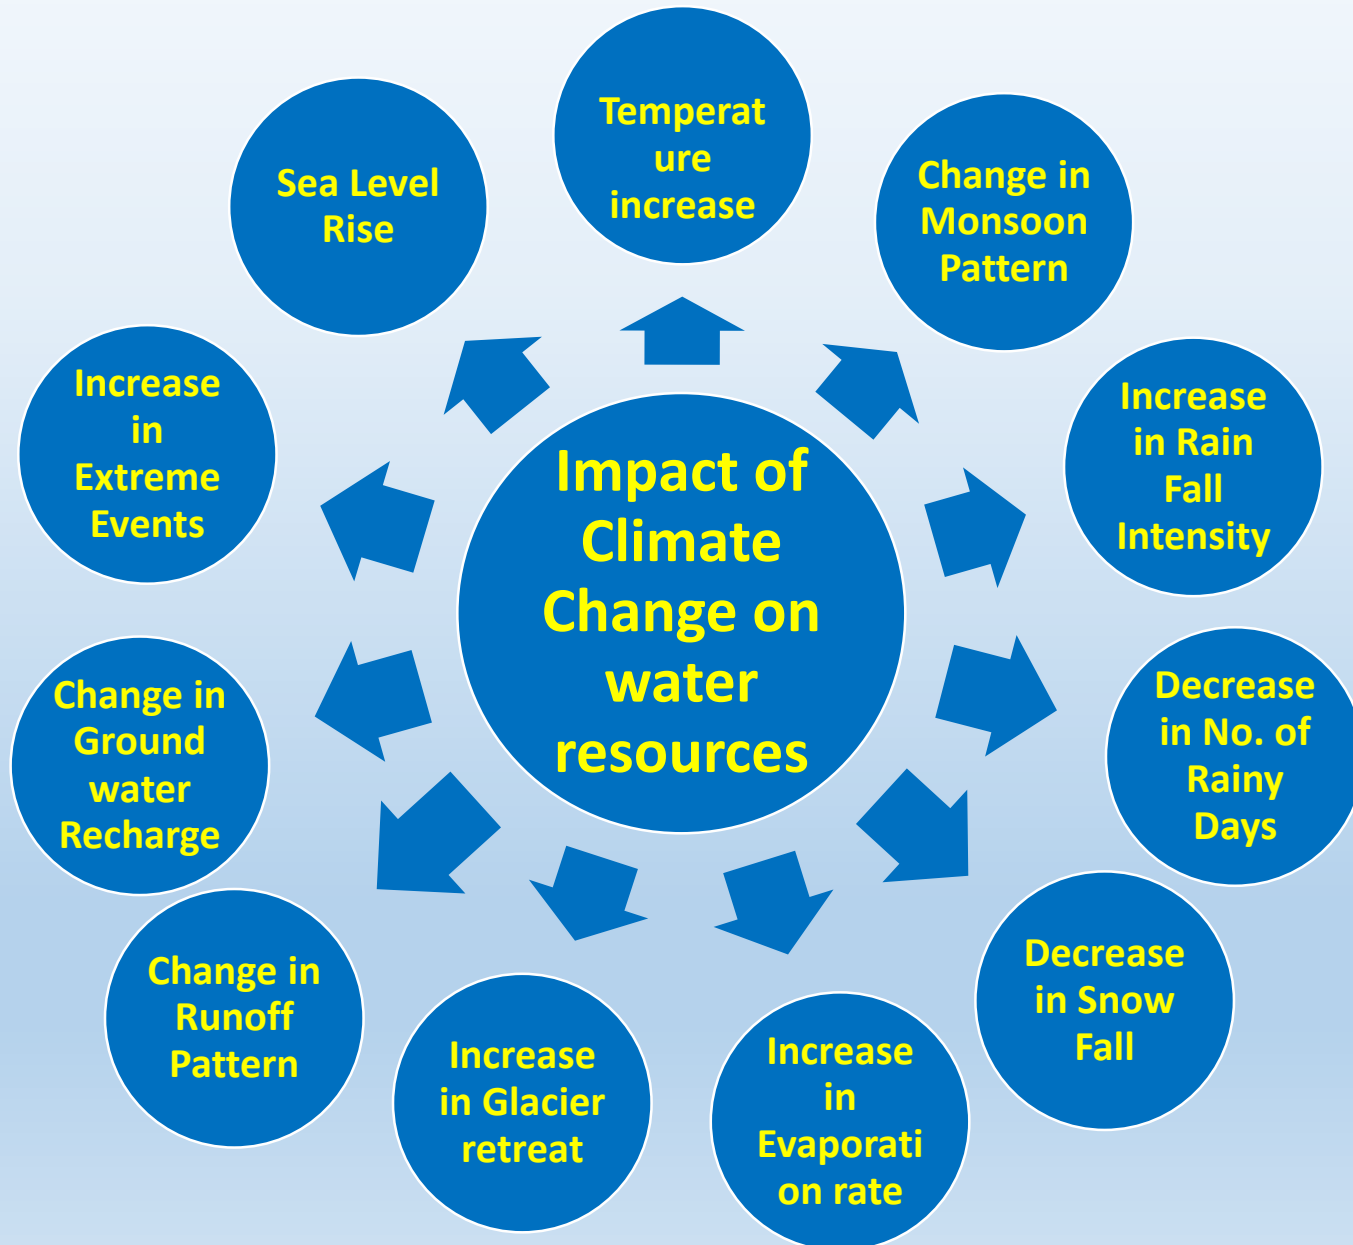 Temperat
ure
increase
Change in
Monsoon
Pattern
Increase
in Rain
Fall
Intensity
Decrease
in No. of
Rainy
Days
Decrease
in Snow
Fall
Increase
in
Evaporati
on rate
Increase
in Glacier
retreat
Change in
Runoff
Pattern
Change in
Ground
water
Recharge
Increase
in
Extreme
Events
Sea Level
Rise
Impact of
Climate
Change on
water
resources